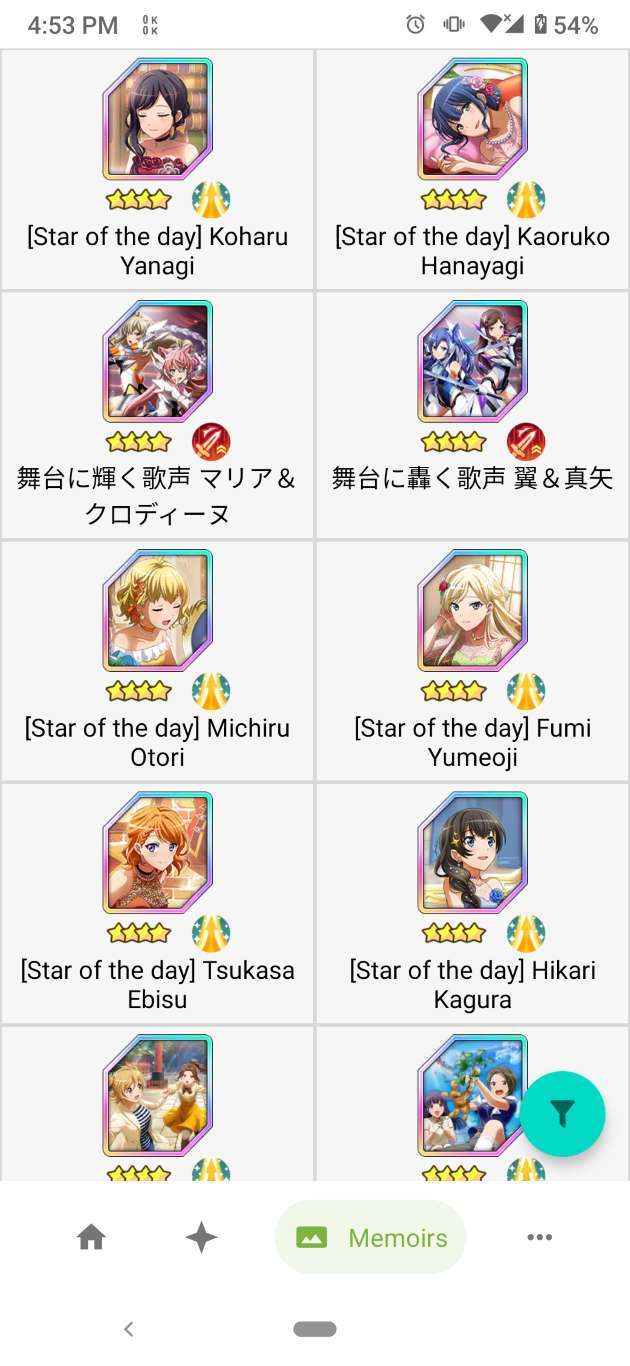 4:53 PM
54%
[Star of the day] Koharu
Yanagi
[Star of the day] Kaoruko
Hanayagi
舞台に輝く歌声 マリア＆
クロディーヌ
舞台に轟く歌声 翼＆真矢
[Star of the day] Michiru
Otori
[Star of the day] Fumi
Yumeoji
[Star of the day] Tsukasa
Ebisu
[Star of the day] Hikari
Kagura
Memoirs